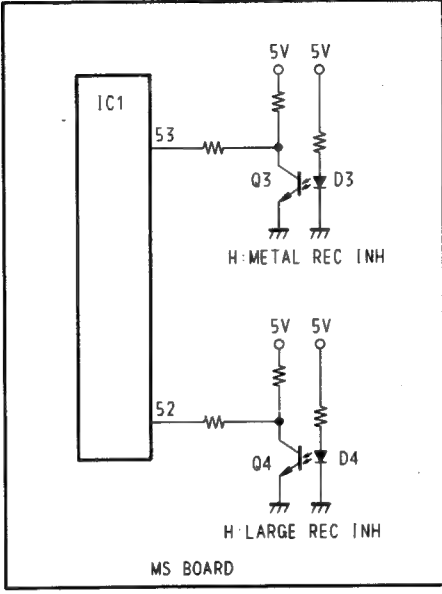 5V 5V
IC1
53
Q3 D3
H:METAL REC INH
5V 5V
52
Q4 D4
H:LARGE REC INH
MS BOARD